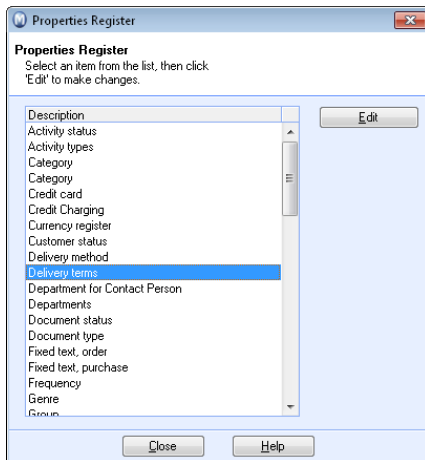 Properties Register
Properties Register
Select an item from the list, then click
'Edit' to make changes.
Description
Edit
Activity status
Activity types
Category
Category
Credit card
Credit Charging
Currency register
Customer status
Delivery method
Delivery terms
Department for Contact Person
Departments
Document status
Document type
Fixed text, order
Fixed text, purchase
Frequency
Genre
Group
Close
Help